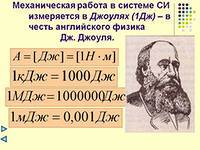 Механическая работа в системе СИ
измеряется в Джоулях (1Дж) – в
честь английского физика
Дж. Джоуля.
A = [Дж] = [1Н · м]
1кДж = 1000Дж
1МДж = 1000000Дж
1мДж = 0,001Дж